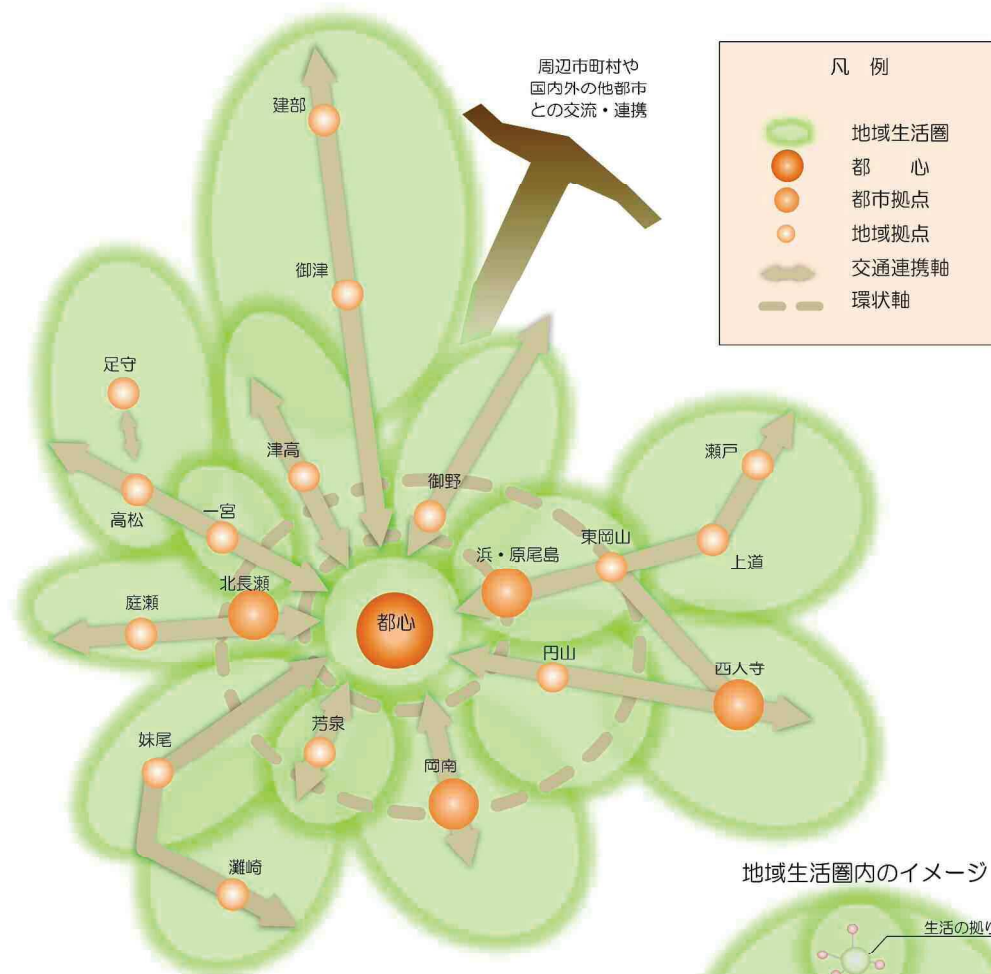 周辺市町村や
国内外の他都市
との交流・連携
凡 例
地域生活圏
都 心
都市拠点
地域拠点
交通連携軸
環状軸
建部
御津
足守
津高
御野
瀬戸
高松
一宮
浜・原尾島
東岡山
上道
北長瀬
庭瀬
都心
円山
西大寺
妹尾
芳泉
岡南
灘崎
地域生活圏内のイメージ
生活の拠り